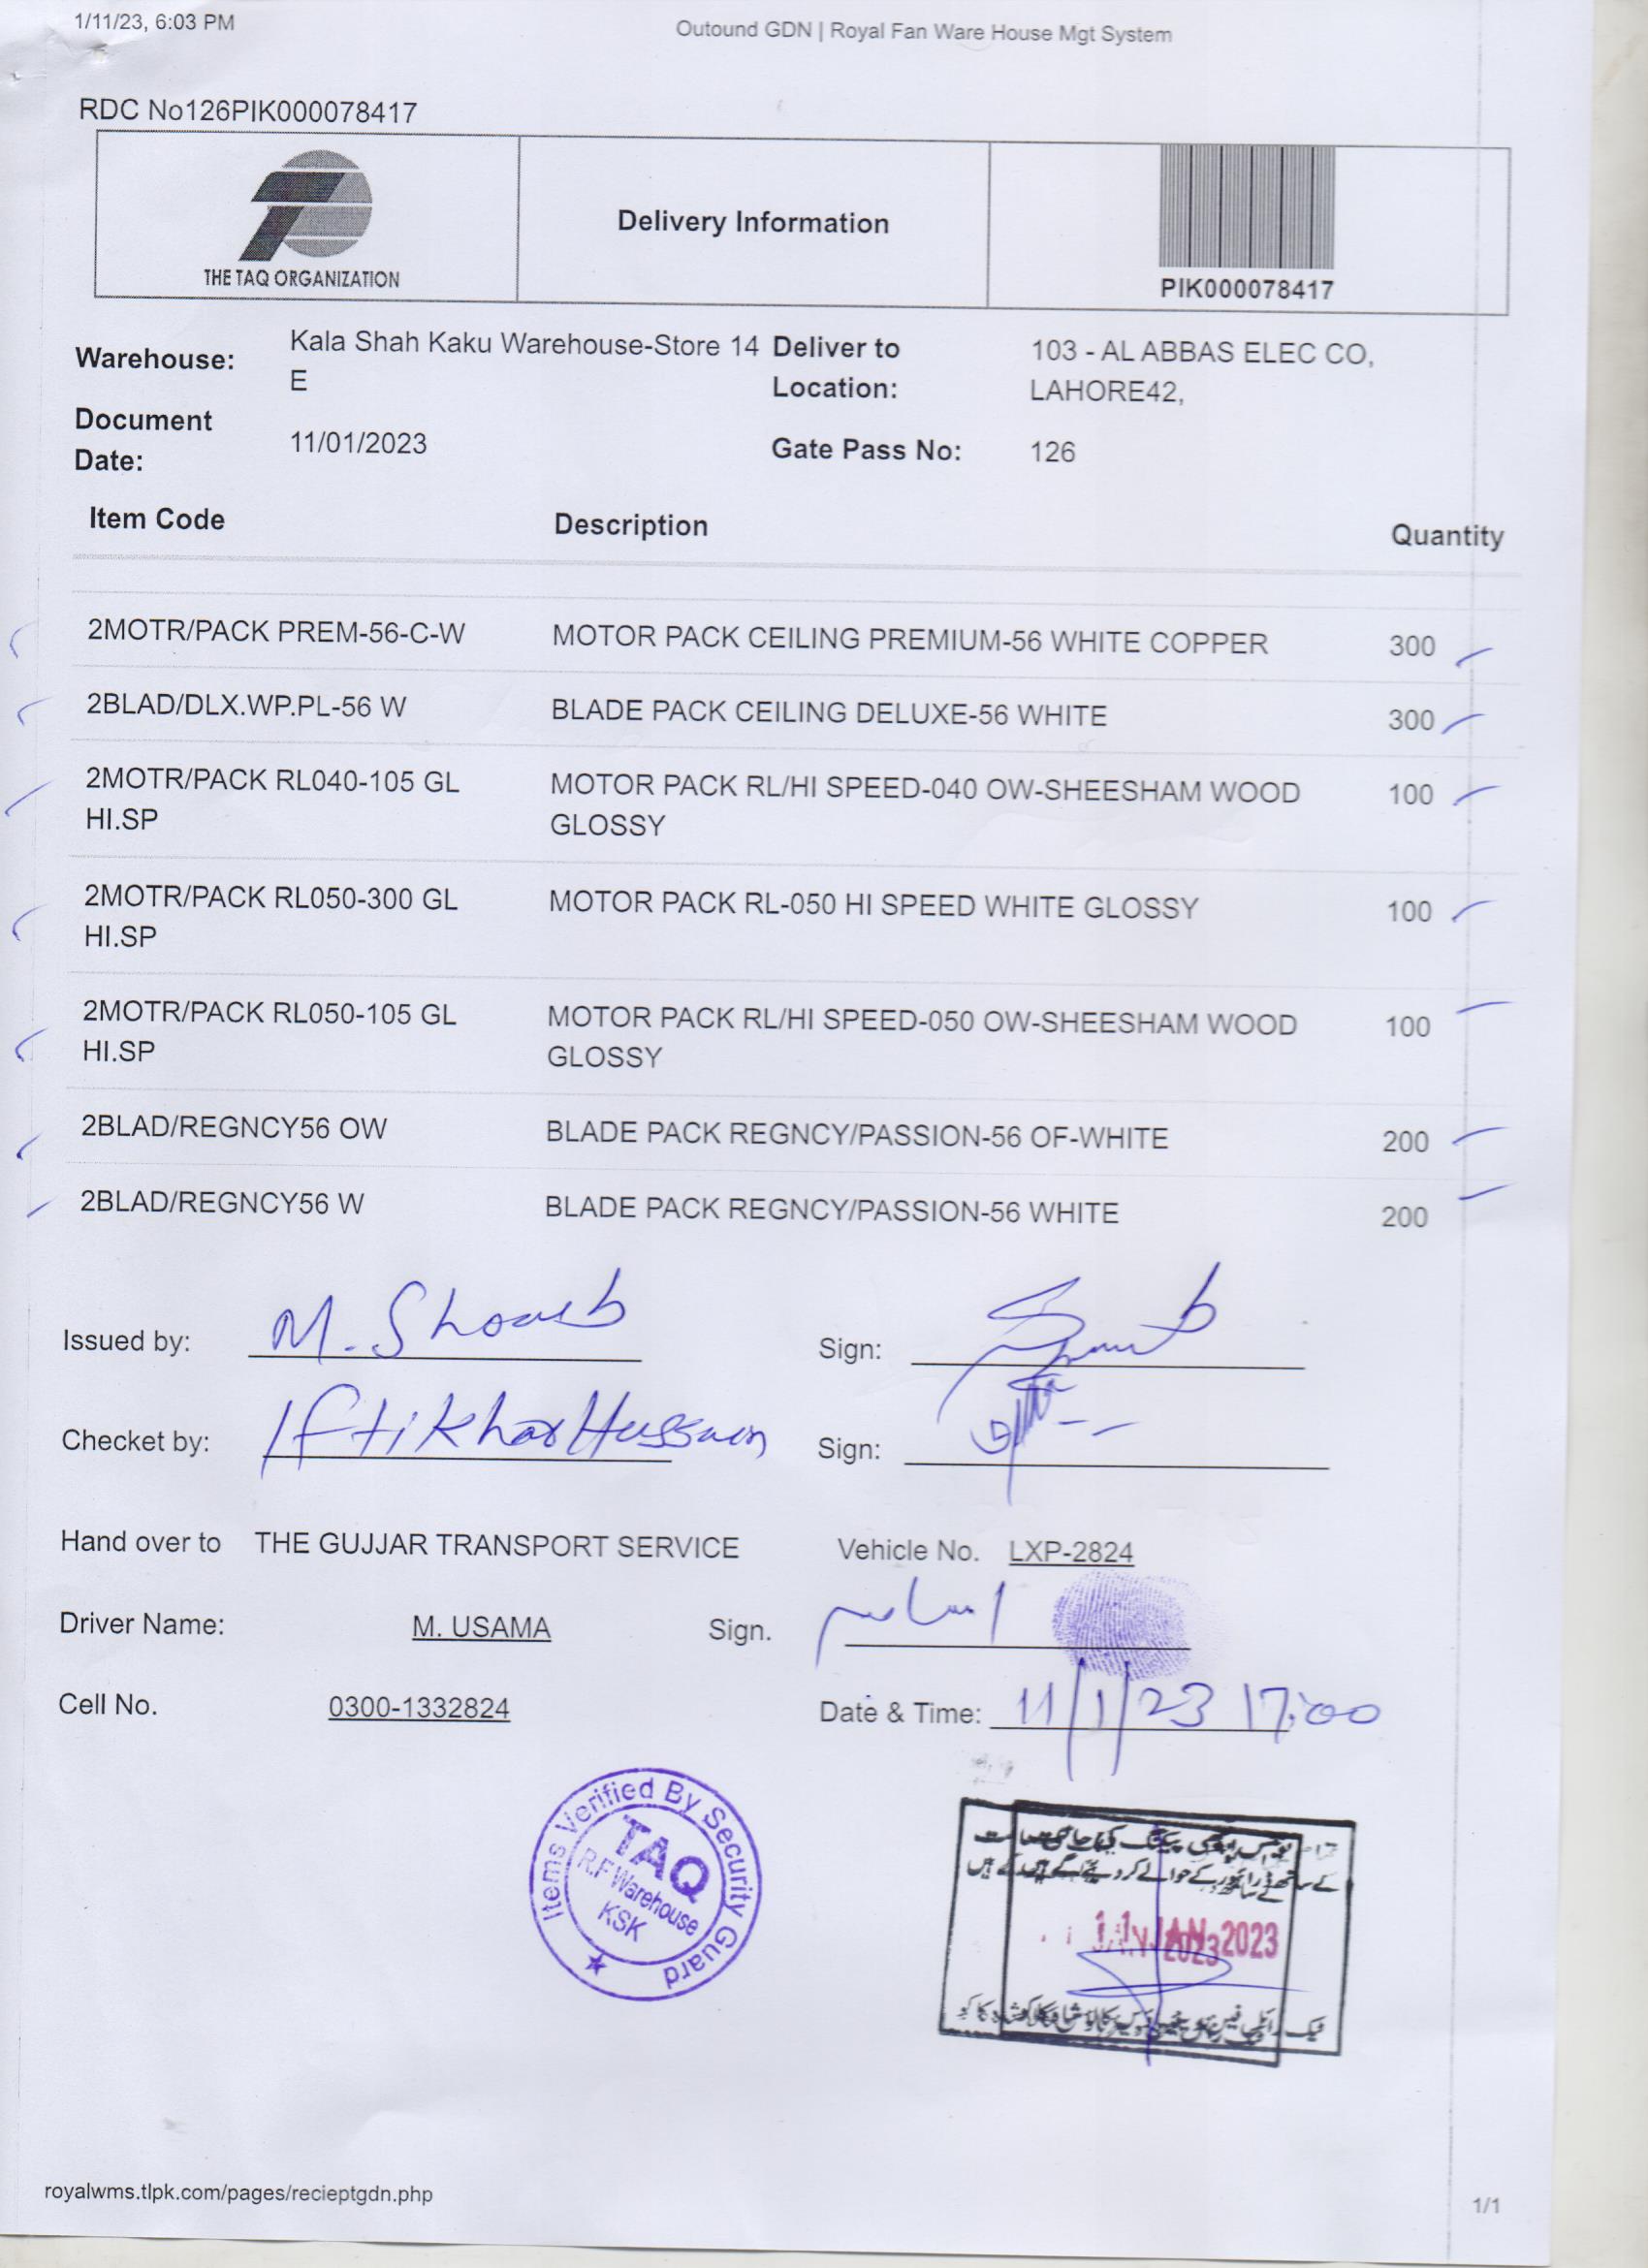 1/11/23, 6:03 PM
Outound GDN | Royal Fan Ware House Mgt System
RDC No126PIK000078417
THE TAQ ORGANIZATION
Delivery Information
PIK000078417
Warehouse: Kala Shah Kaku Warehouse-Store 14 E
Deliver to Location: 103 - AL ABBAS ELEC CO, LAHORE42,
Document Date: 11/01/2023
Gate Pass No: 126
Item Code Description Quantity
2MOTR/PACK PREM-56-C-W MOTOR PACK CEILING PREMIUM-56 WHITE COPPER 300
2BLAD/DLX.WP.PL-56 W BLADE PACK CEILING DELUXE-56 WHITE 300
2MOTR/PACK RL040-105 GL MOTOR PACK RL/HI SPEED-040 OW-SHEESHAM WOOD 100
HI.SP GLOSSY
2MOTR/PACK RL050-300 GL MOTOR PACK RL-050 HI SPEED WHITE GLOSSY 100
HI.SP
2MOTR/PACK RL050-105 GL MOTOR PACK RL/HI SPEED-050 OW-SHEESHAM WOOD 100
HI.SP GLOSSY
2BLAD/REGNCY56 OW BLADE PACK REGNCY/PASSION-56 OF-WHITE 200
2BLAD/REGNCY56 W BLADE PACK REGNCY/PASSION-56 WHITE 200
Issued by: M. Shoaib Sign:
Checket by: Iftikhar Hussain Sign:
Hand over to THE GUJJAR TRANSPORT SERVICE Vehicle No. LXP-2824
Driver Name: M. USAMA Sign. اسامہ
Cell No. 0300-1332824 Date & Time: 11/1/23 17:00
Items Verified By Security Guard
TAQ
R.F Warehouse
KSK
JAN 2023
royalwms.tlpk.com/pages/recieptgdn.php
1/1